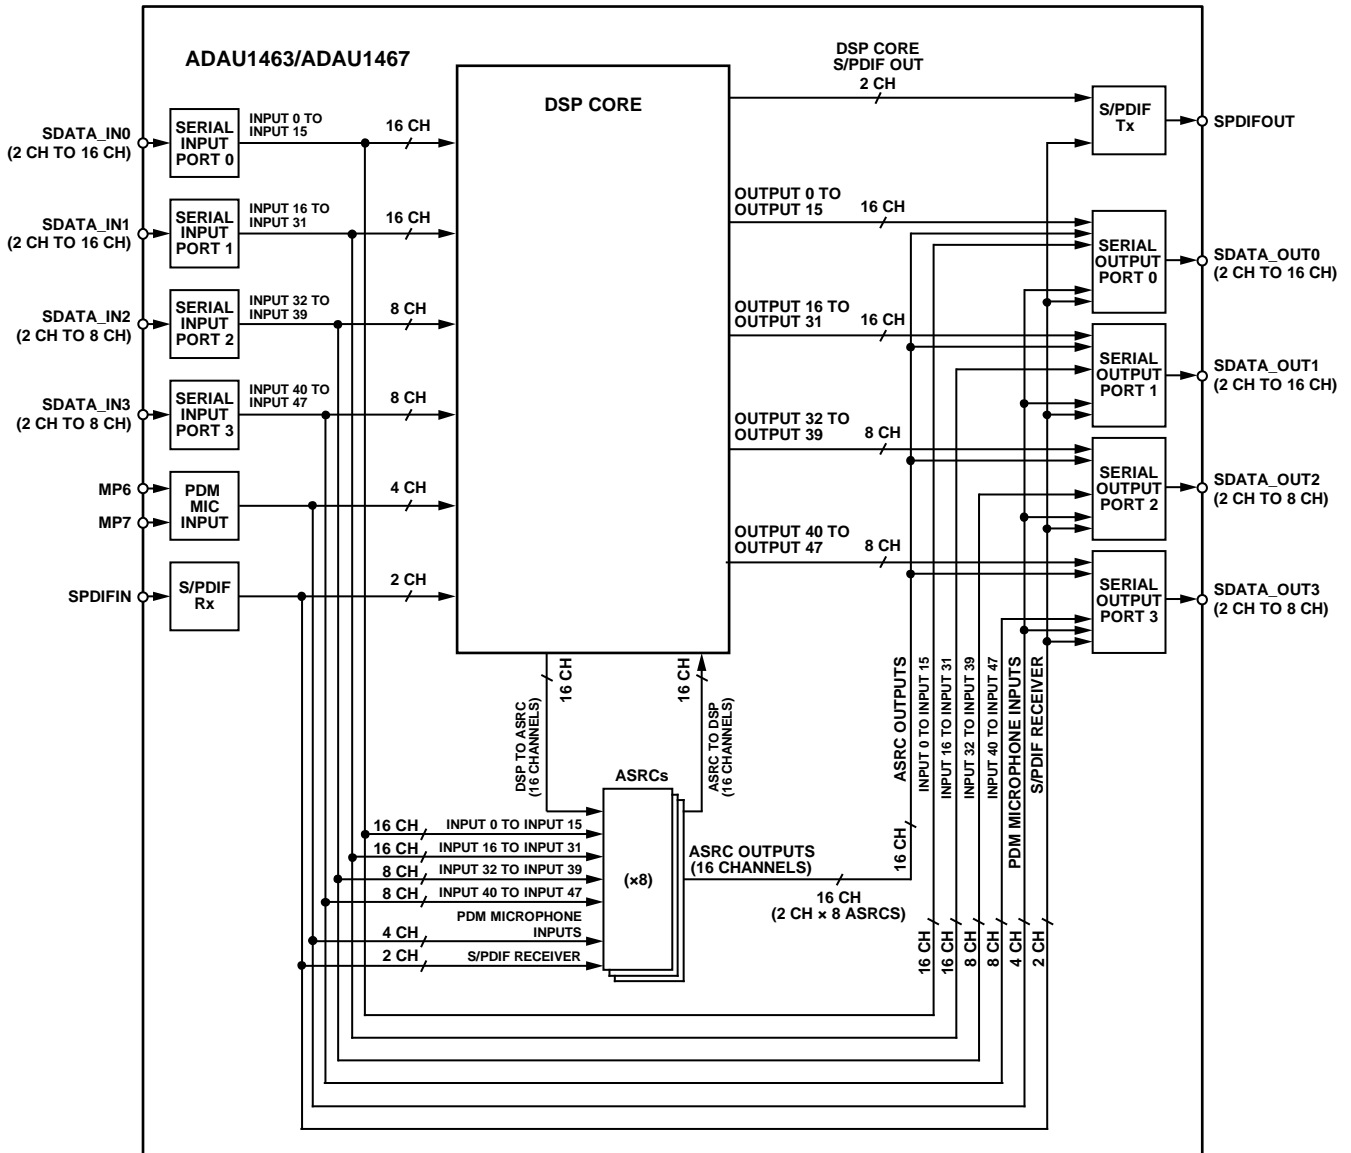 ADAU1463/ADAU1467
DSP CORE
S/PDIF OUT
2 CH
DSP CORE
SDATA_IN0
(2 CH TO 16 CH)
SERIAL
INPUT
PORT 0
INPUT 0 TO
INPUT 15
16 CH
S/PDIF
Tx
SPDIFOUT
SDATA_IN1
(2 CH TO 16 CH)
SERIAL
INPUT
PORT 1
INPUT 16 TO
INPUT 31
16 CH
OUTPUT 0 TO
OUTPUT 15
16 CH
SERIAL
OUTPUT
PORT 0
SDATA_OUT0
(2 CH TO 16 CH)
SDATA_IN2
(2 CH TO 8 CH)
SERIAL
INPUT
PORT 2
INPUT 32 TO
INPUT 39
8 CH
OUTPUT 16 TO
OUTPUT 31
16 CH
SERIAL
OUTPUT
PORT 1
SDATA_OUT1
(2 CH TO 16 CH)
SDATA_IN3
(2 CH TO 8 CH)
SERIAL
INPUT
PORT 3
INPUT 40 TO
INPUT 47
8 CH
OUTPUT 32 TO
OUTPUT 39
8 CH
SERIAL
OUTPUT
PORT 2
SDATA_OUT2
(2 CH TO 8 CH)
MP6
MP7
PDM
MIC
INPUT
4 CH
OUTPUT 40 TO
OUTPUT 47
8 CH
SERIAL
OUTPUT
PORT 3
SDATA_OUT3
(2 CH TO 8 CH)
SPDIFIN
S/PDIF
Rx
2 CH
16 CH
DSP TO ASRC
(16 CHANNELS)
16 CH
ASRC TO DSP
(16 CHANNELS)
ASRC OUTPUTS
INPUT 0 TO INPUT 15
INPUT 16 TO INPUT 31
INPUT 32 TO INPUT 39
INPUT 40 TO INPUT 47
PDM MICROPHONE INPUTS
S/PDIF RECEIVER
ASRCs
(×8)
16 CH
INPUT 0 TO INPUT 15
16 CH
INPUT 16 TO INPUT 31
8 CH
INPUT 32 TO INPUT 39
8 CH
INPUT 40 TO INPUT 47
4 CH
PDM MICROPHONE
INPUTS
2 CH
S/PDIF RECEIVER
ASRC OUTPUTS
(16 CHANNELS)
16 CH
(2 CH × 8 ASRCS)
16 CH
16 CH
16 CH
8 CH
8 CH
4 CH
2 CH